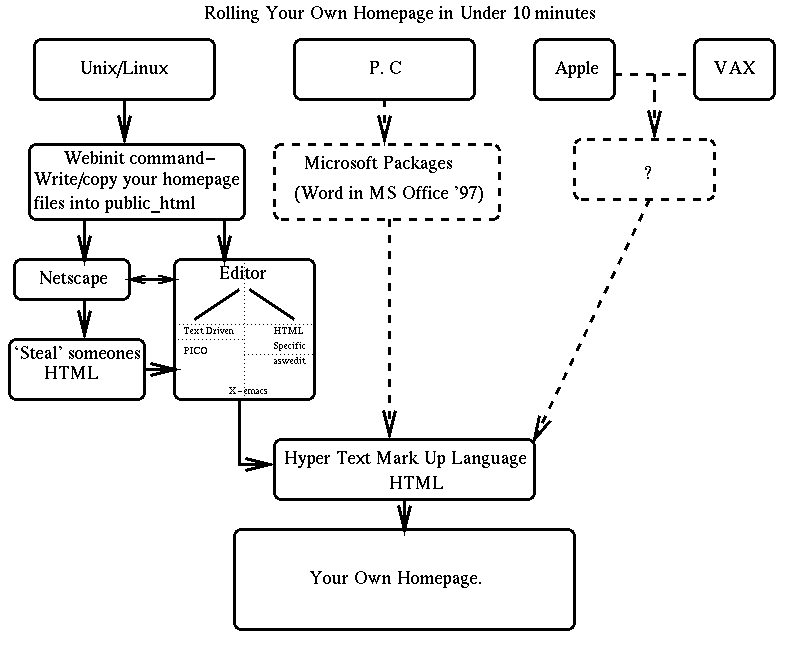 Rolling Your Own Homepage in Under 10 minutes
Unix/Linux
P. C
Apple
VAX
Webinit command-
Write/copy your homepage
files into public_html
Microsoft Packages
(Word in MS Office '97)
?
Netscape
Editor
Text Driven
HTML
Specific
PICO
aswedit
X-emacs
'Steal' someones
HTML
Hyper Text Mark Up Language
HTML
Your Own Homepage.